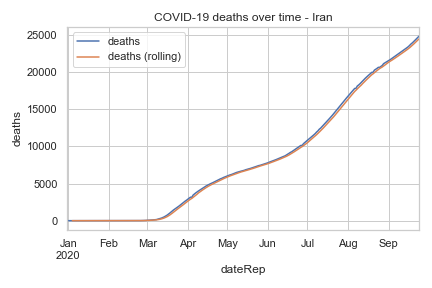 COVID-19 deaths over time - Iran
deaths
deaths (rolling)
25000
20000
15000
10000
5000
0
deaths
Jan Feb Mar Apr May Jun Jul Aug Sep
2020
dateRep